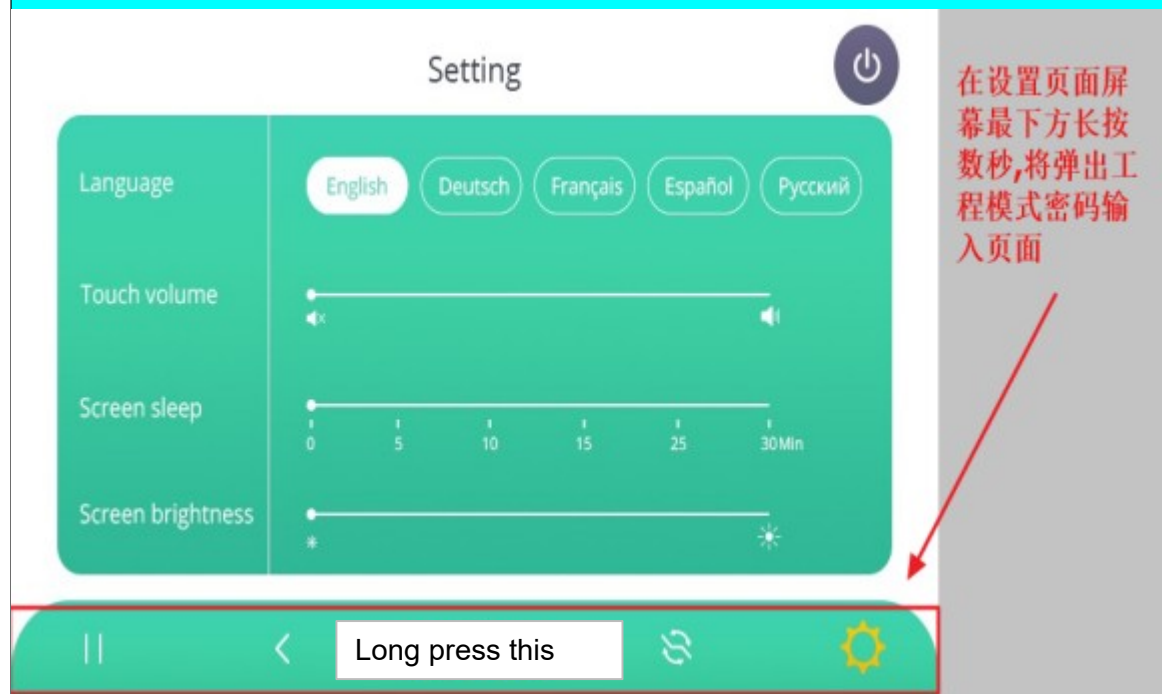 Setting
Language
English Deutsch Français Español Русский
Touch volume
Screen sleep
0 5 10 15 25 30Min
Screen brightness
Long press this
在设置页面屏
幕最下方长按
数秒,将弹出工
程模式密码输
入页面